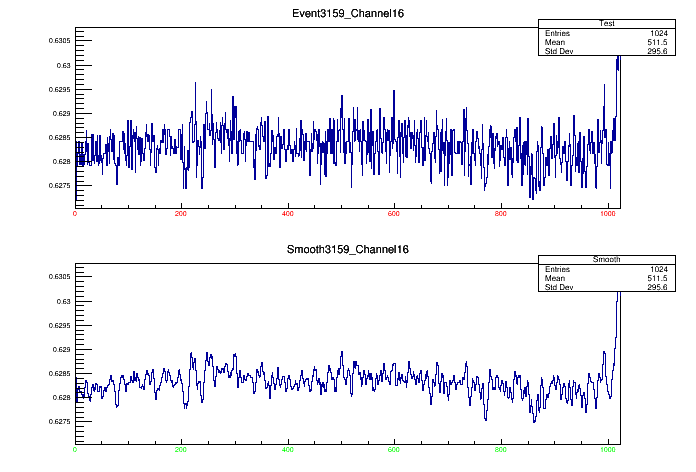 Event3159_Channel16
Test
Entries 1024
Mean 511.5
Std Dev 295.6
0.6305
0.63
0.6295
0.629
0.6285
0.628
0.6275
0 200 400 600 800 1000
Smooth3159_Channel16
Smooth
Entries 1024
Mean 511.5
Std Dev 295.6
0.6305
0.63
0.6295
0.629
0.6285
0.628
0.6275
0 200 400 600 800 1000